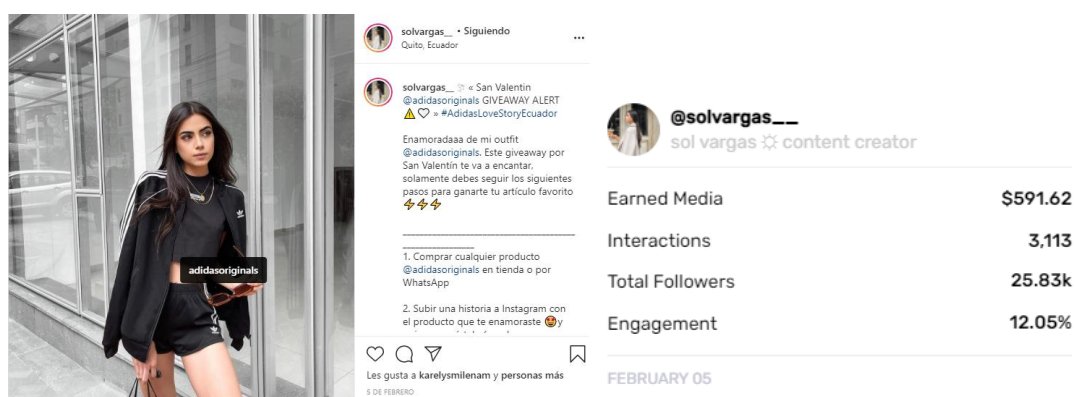 adidasoriginals
solvargas__ • Siguiendo
Quito, Ecuador
solvargas__ « San Valentin
@adidasoriginals GIVEAWAY ALERT
⚠️🤍 » #AdidasLoveStoryEcuador
Enamoradaaa de mi outfit
@adidasoriginals. Este giveaway por
San Valentín te va a encantar,
solamente debes seguir los siguientes
pasos para ganarte tu artículo favorito
⚡⚡⚡
1. Comprar cualquier producto
@adidasoriginals en tienda o por
WhatsApp
2. Subir una historia a Instagram con
el producto que te enamoraste 🤩y
Les gusta a karelysmilenam y personas más
5 DE FEBRERO
@solvargas__
sol vargas ☼ content creator
Earned Media $591.62
Interactions 3,113
Total Followers 25.83k
Engagement 12.05%
FEBRUARY 05